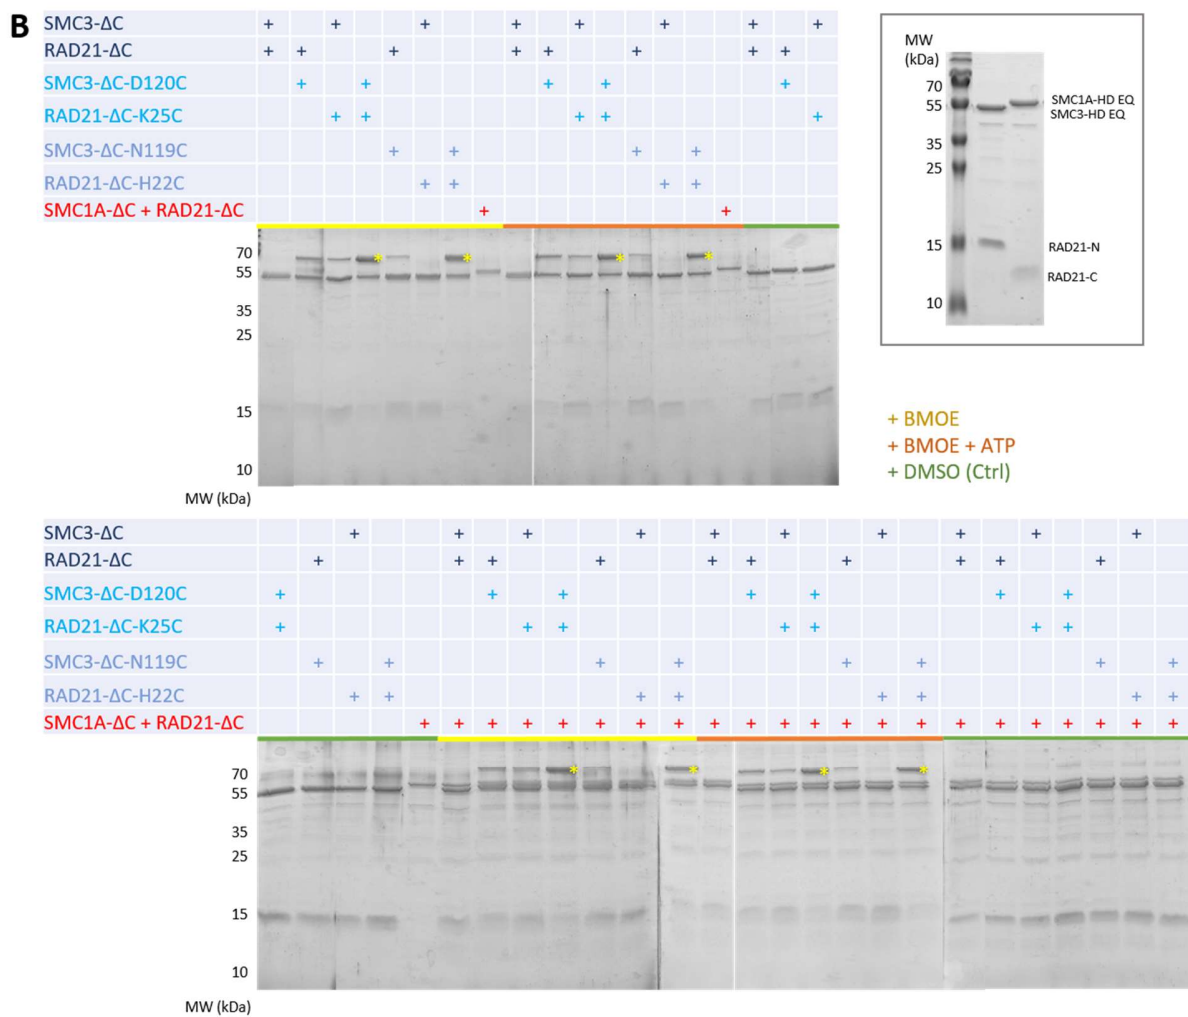 B
SMC3-ΔC + + + + + + + +
RAD21-ΔC + + + + + + + +
SMC3-ΔC-D120C + + + + +
RAD21-ΔC-K25C + + + + +
SMC3-ΔC-N119C + + + +
RAD21-ΔC-H22C + + + +
SMC1A-ΔC + RAD21-ΔC + +
70
55
35
25
15
10
MW (kDa)
* * * *
MW
(kDa)
70
55
35
25
15
10
SMC1A-HD EQ
SMC3-HD EQ
RAD21-N
RAD21-C
+ BMOE
+ BMOE + ATP
+ DMSO (Ctrl)
SMC3-ΔC + + + + + + + + + +
RAD21-ΔC + + + + + + + + + +
SMC3-ΔC-D120C + + + + + + +
RAD21-ΔC-K25C + + + + + + +
SMC3-ΔC-N119C + + + + + + + +
RAD21-ΔC-H22C + + + + + + + +
SMC1A-ΔC + RAD21-ΔC + + + + + + + + + + + + + + + + + + + + + +
70
55
35
25
15
10
MW (kDa)
* * * *